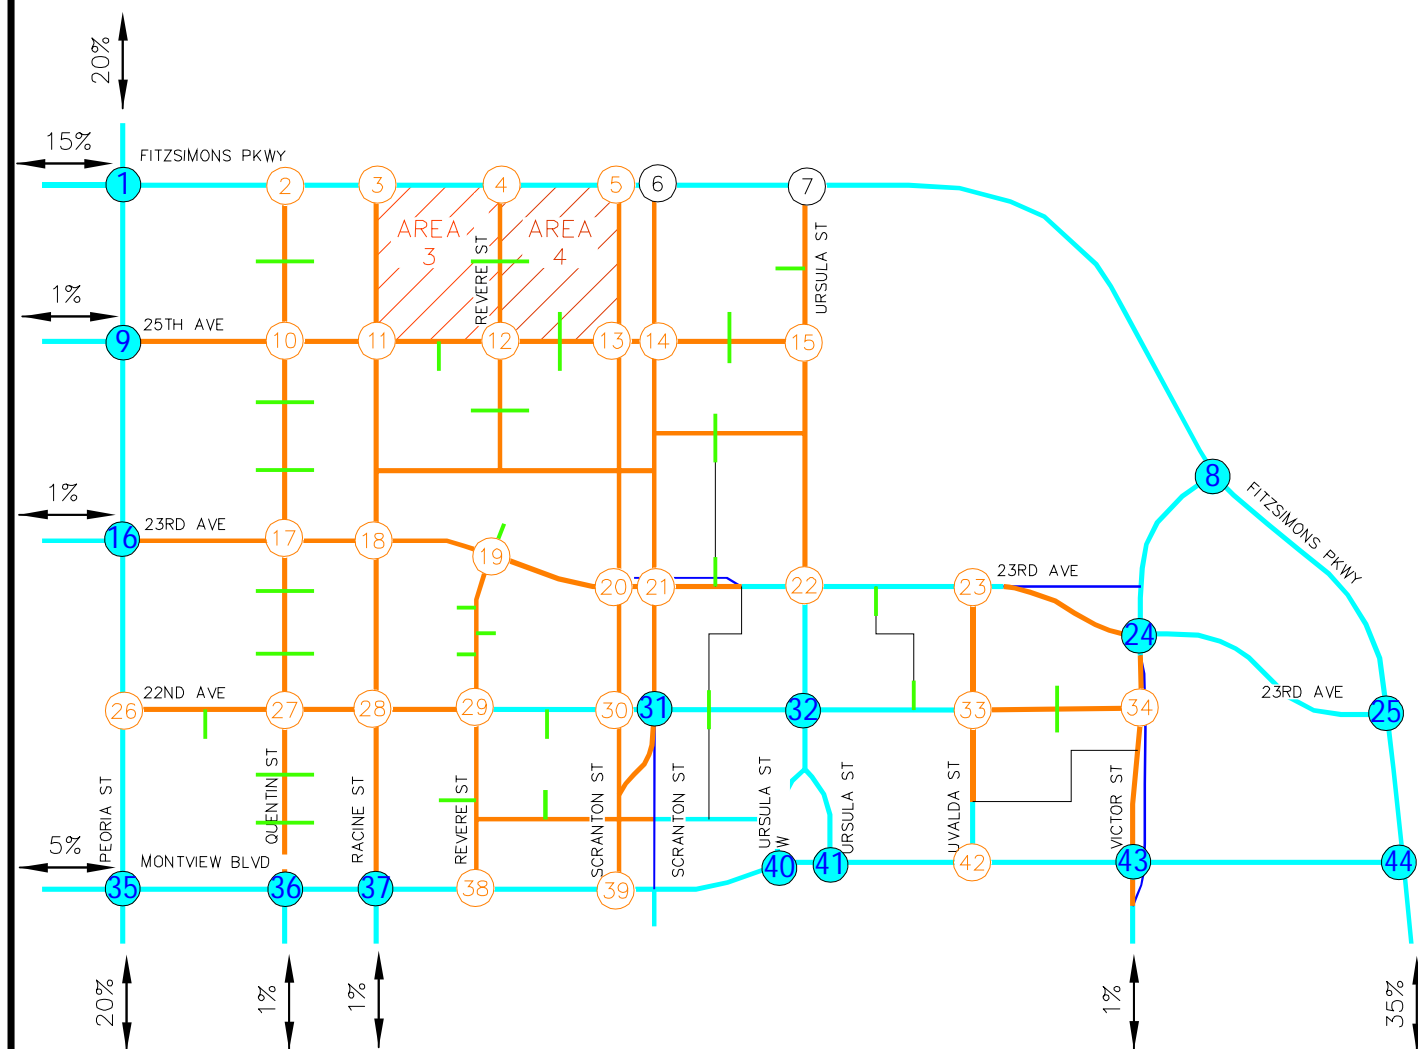 20%
15%
FITZSIMONS PKWY
1
2
3
4
5
6
7
AREA
3
AREA
4
REVERE ST
URSULA ST
1%
25TH AVE
9
10
11
12
13
14
15
8
FITZSIMONS PKWY
1%
23RD AVE
16
17
18
19
20
21
22
23
23RD AVE
24
22ND AVE
23RD AVE
26
27
28
29
30
31
32
33
34
25
PEORIA ST
QUENTIN ST
RACINE ST
REVERE ST
SCRANTON ST
SCRANTON ST
URSULA ST
W
URSULA ST
UVALDA ST
VICTOR ST
5%
MONTVIEW BLVD
35
36
37
38
39
40
41
42
43
44
20%
1%
1%
1%
35%